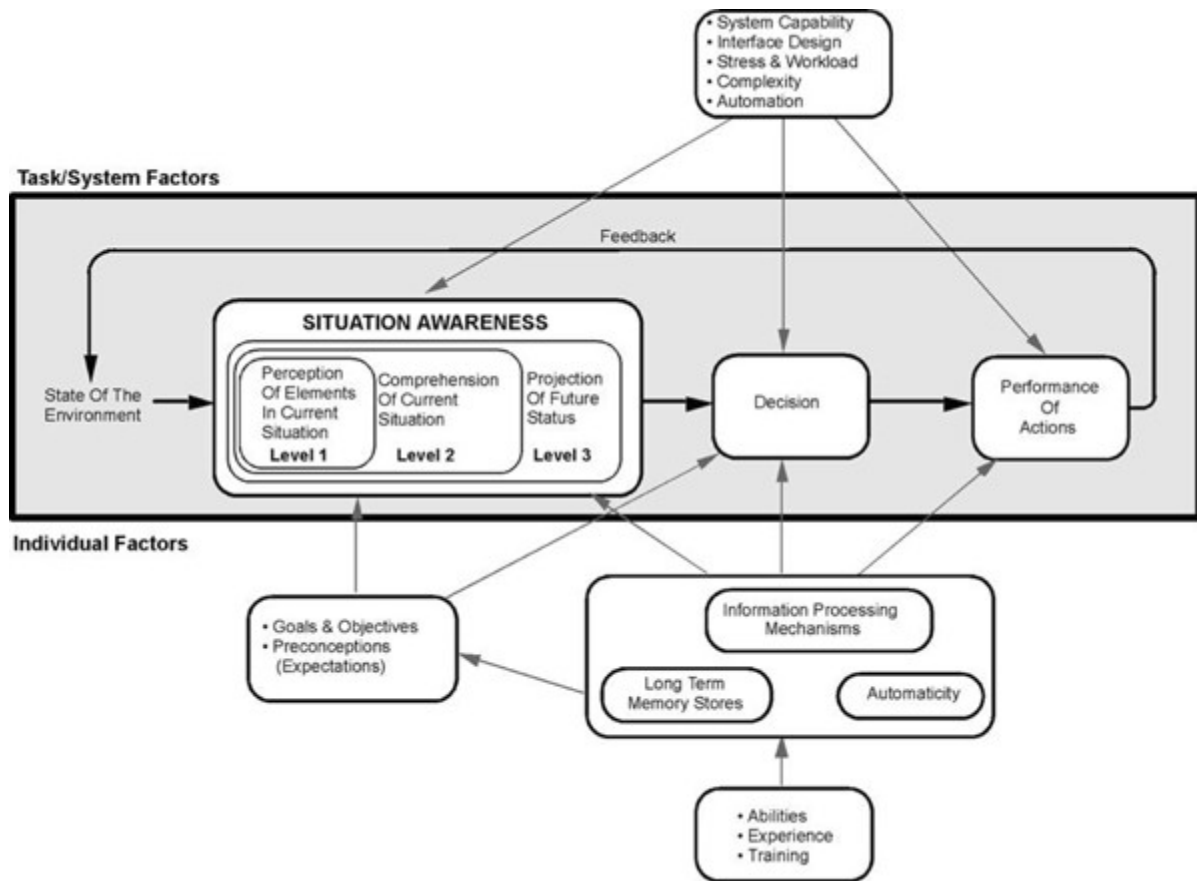 • System Capability
• Interface Design
• Stress & Workload
• Complexity
• Automation
Task/System Factors
Feedback
SITUATION AWARENESS
State Of The
Environment
Perception
Of Elements
In Current
Situation
Level 1
Comprehension
Of Current
Situation
Level 2
Projection
Of Future
Status
Level 3
Decision
Performance
Of
Actions
Individual Factors
• Goals & Objectives
• Preconceptions
(Expectations)
Information Processing
Mechanisms
Long Term
Memory Stores
Automaticity
• Abilities
• Experience
• Training